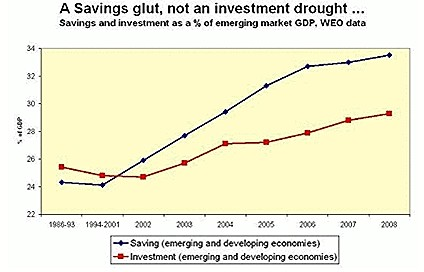 A Savings glut, not an investment drought ...
Savings and investment as a % of emerging market GDP, WEO data
36
34
32
30
28
26
24
22
% of GDP
1986-93 1994-2001 2002 2003 2004 2005 2006 2007 2008
Saving (emerging and developing economies)
Investment (emerging and developing economies)